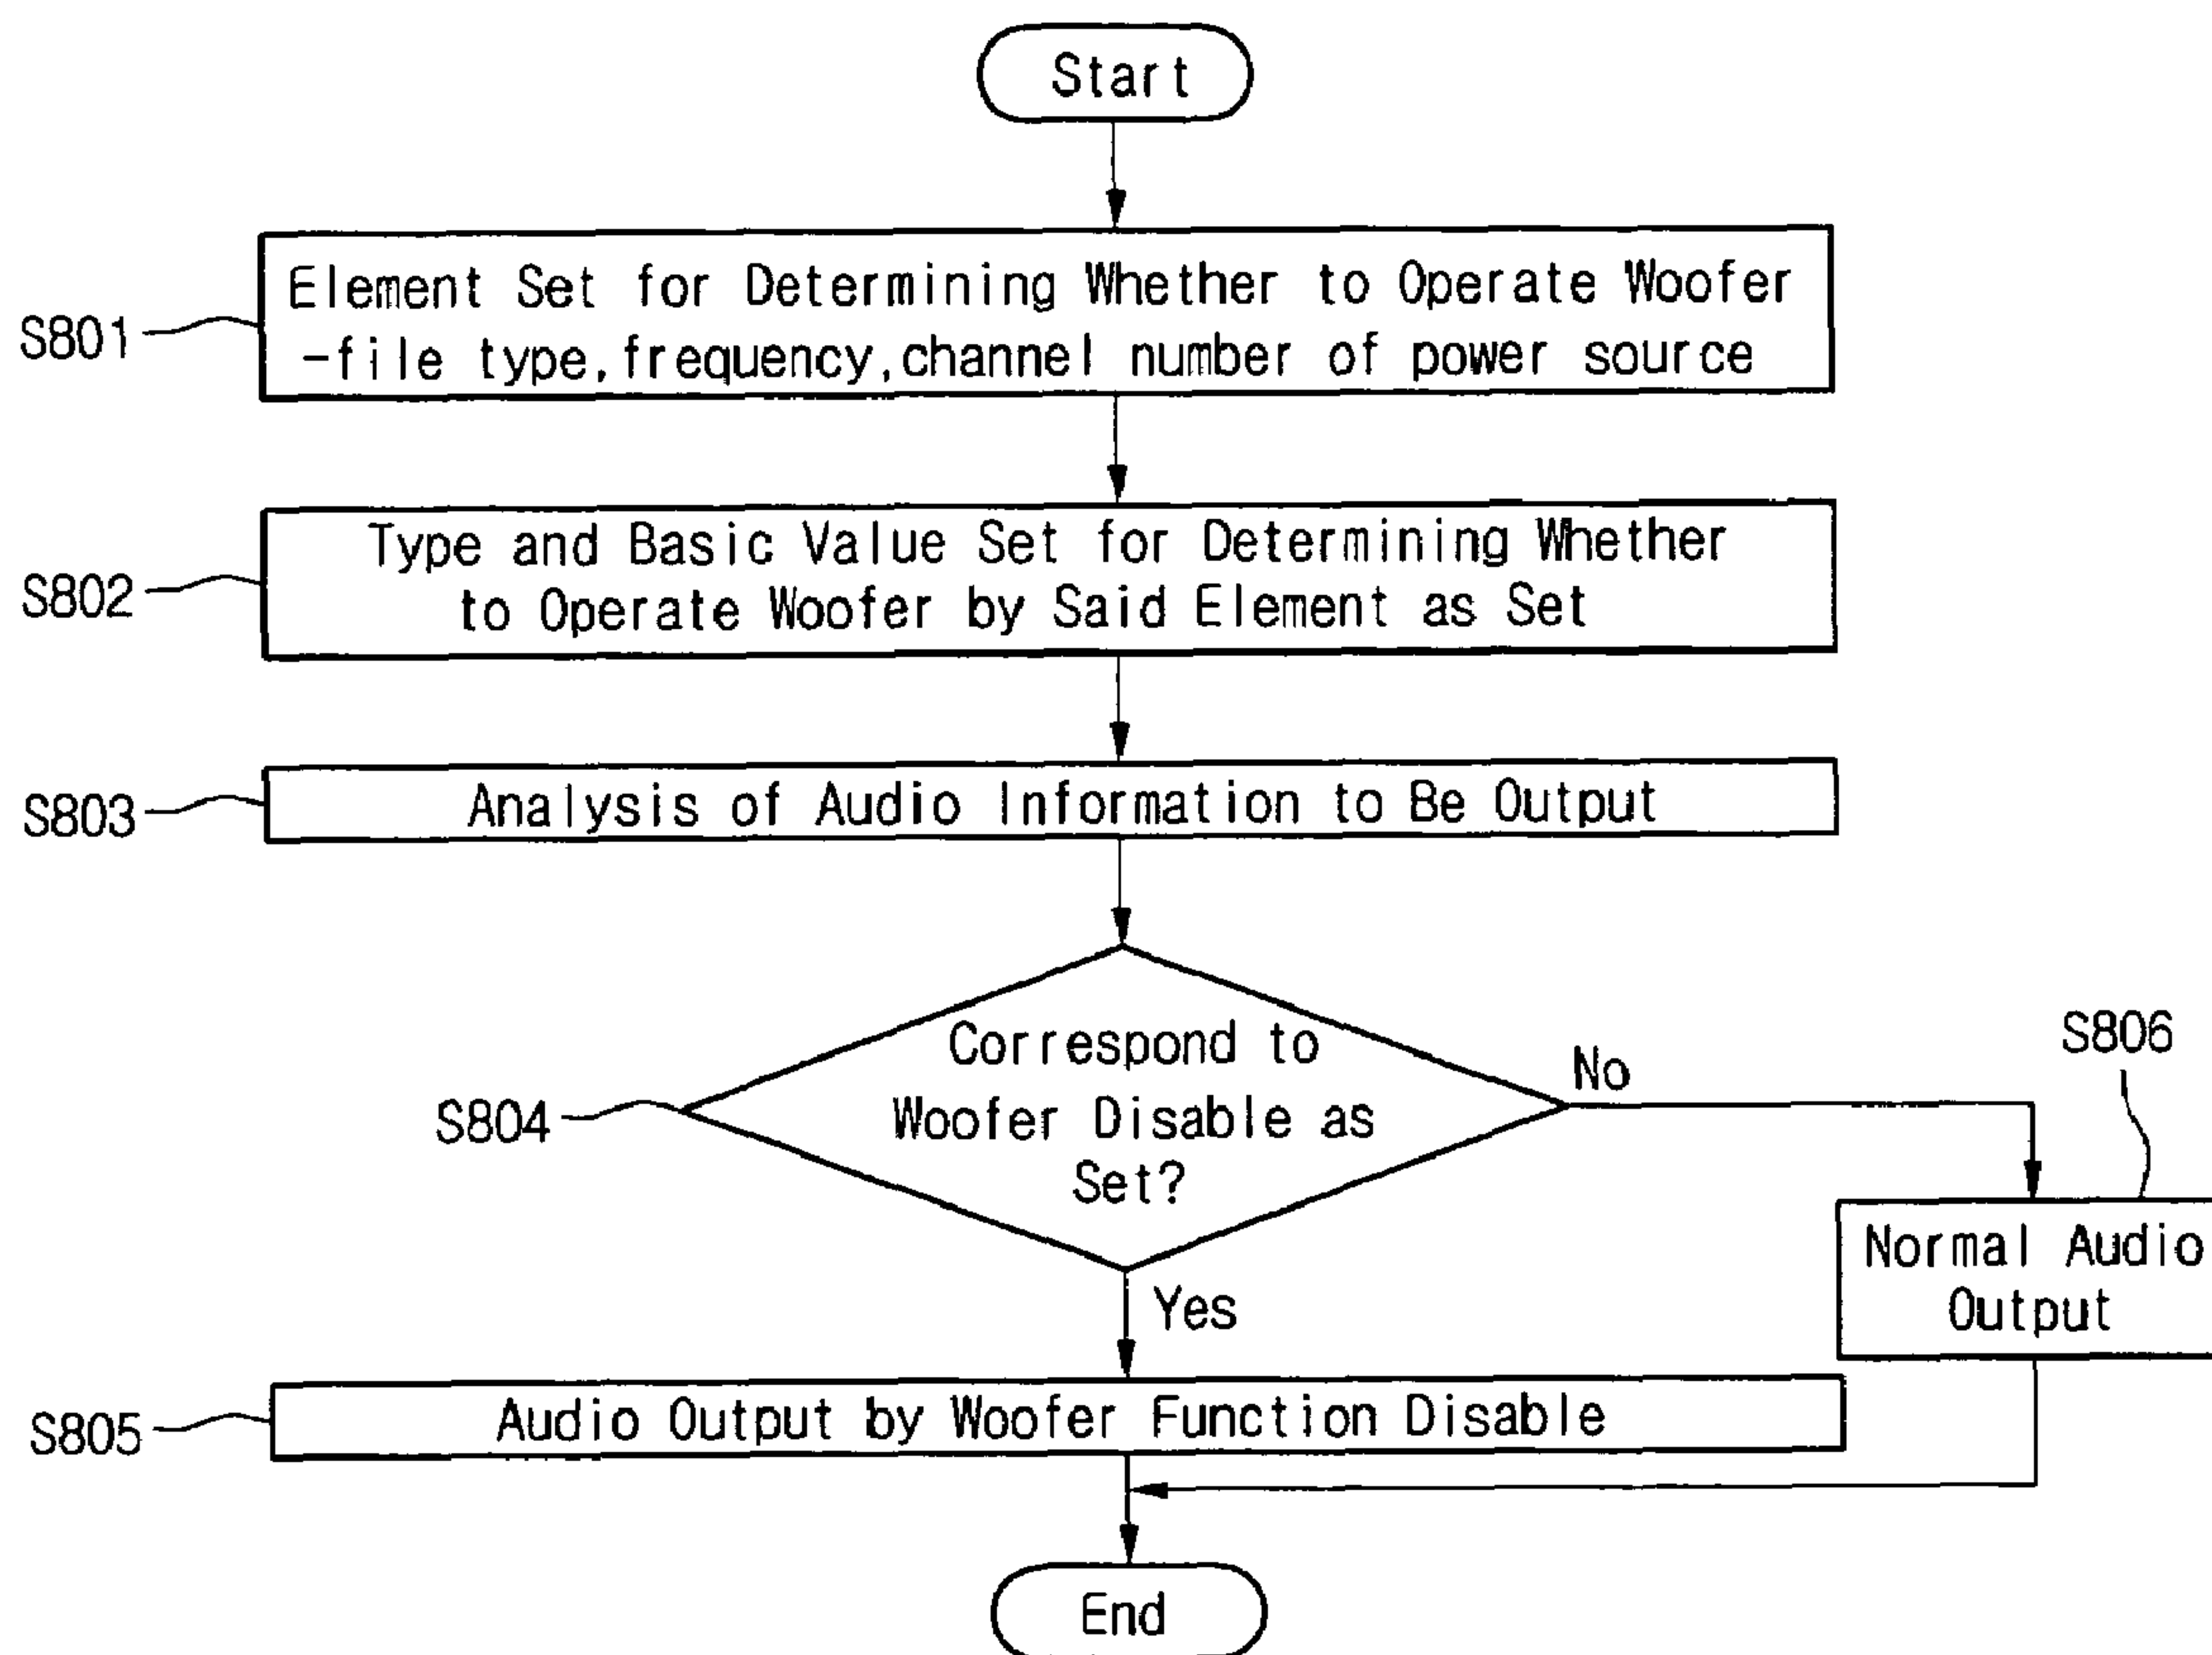 Start
S801
Element Set for Determining Whether to Operate Woofer
-file type,frequency,channel number of power source
S802
Type and Basic Value Set for Determining Whether
to Operate Woofer by Said Element as Set
S803
Analysis of Audio Information to Be Output
S804
Correspond to
Woofer Disable as
Set?
No
S806
Normal Audio
Output
Yes
S805
Audio Output by Woofer Function Disable
End